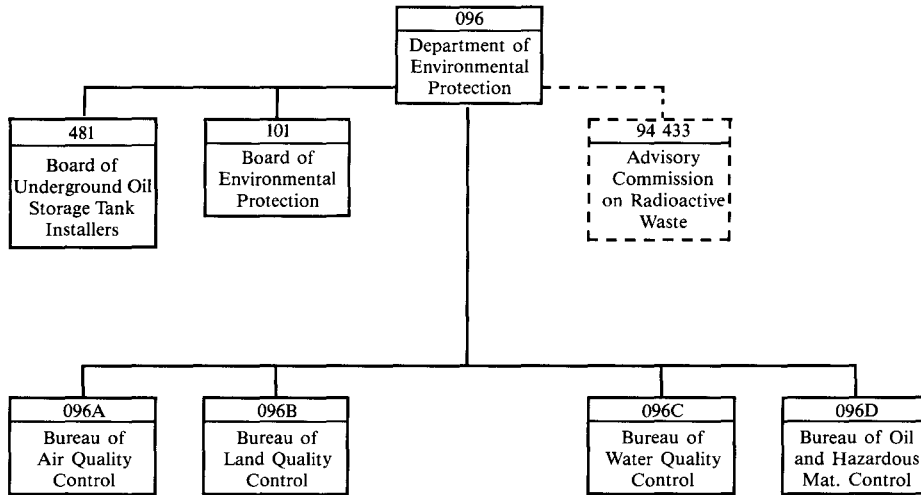 096
Department of
Environmental
Protection
481
Board of
Underground Oil
Storage Tank
Installers
101
Board of
Environmental
Protection
94 433
Advisory
Commission
on Radioactive
Waste
096A
Bureau of
Air Quality
Control
096B
Bureau of
Land Quality
Control
096C
Bureau of
Water Quality
Control
096D
Bureau of Oil
and Hazardous
Mat. Control